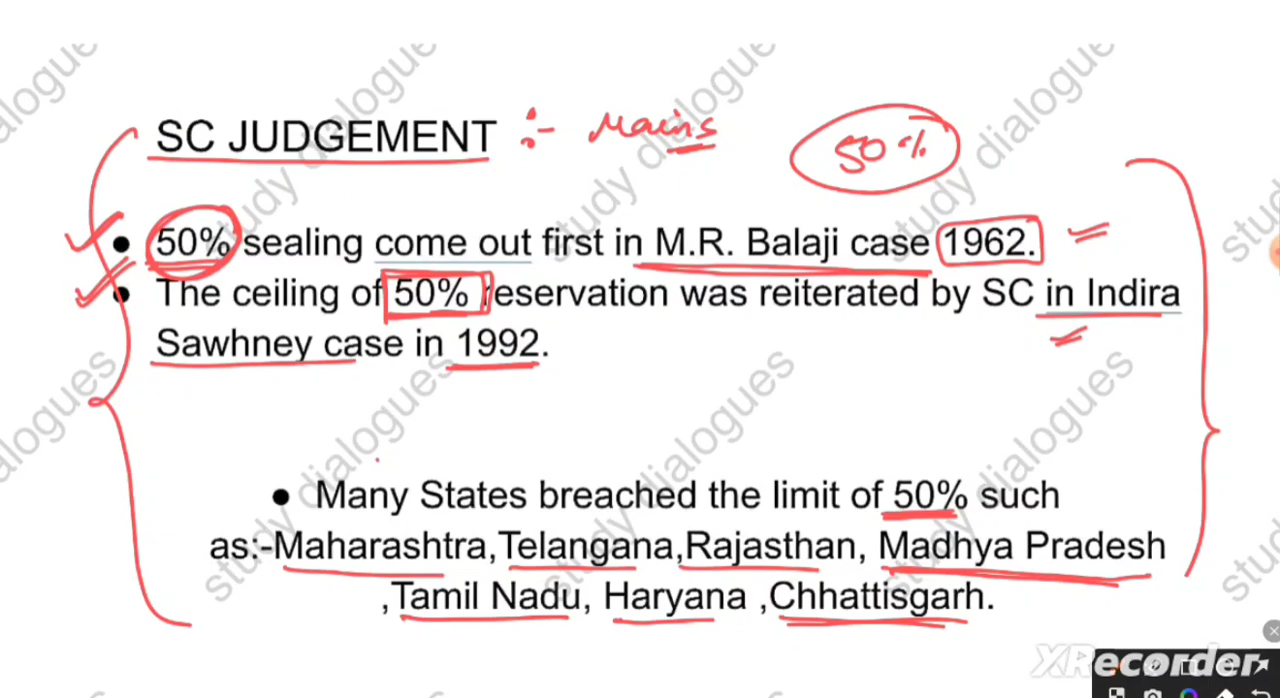 SC JUDGEMENT :- Mains
50%
• 50% sealing come out first in M.R. Balaji case 1962.
• The ceiling of 50% reservation was reiterated by SC in Indira
Sawhney case in 1992.
• Many States breached the limit of 50% such
as:-Maharashtra,Telangana,Rajasthan, Madhya Pradesh
,Tamil Nadu, Haryana ,Chhattisgarh.
study dialogues
XRecorder